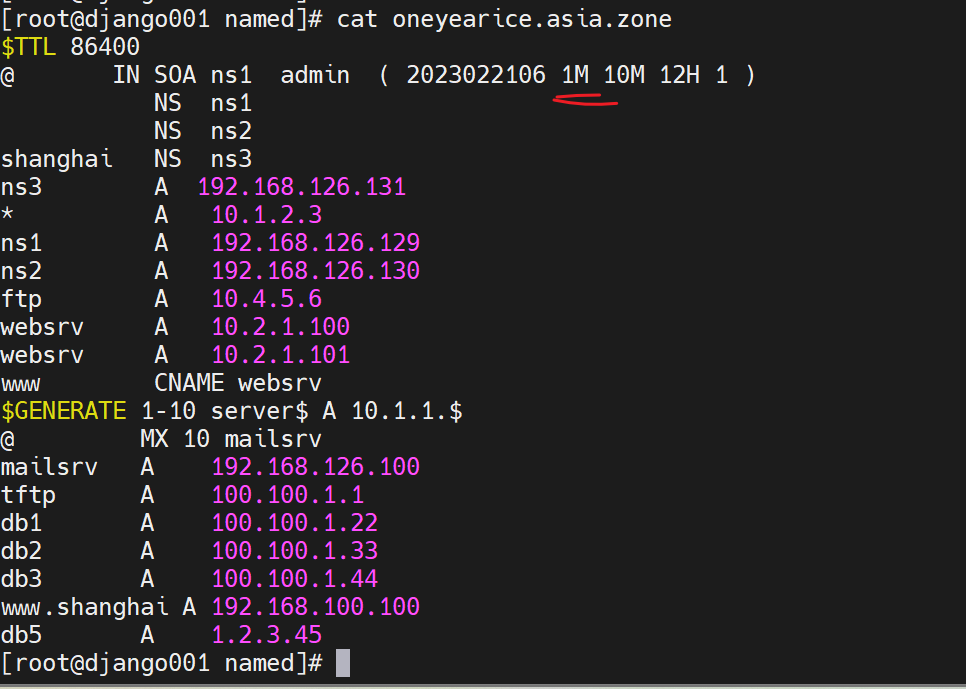 [root@django001 named]# cat oneyearice.asia.zone
$TTL 86400
@       IN SOA ns1  admin  ( 2023022106 1M 10M 12H 1 )
           NS  ns1
           NS  ns2
shanghai   NS  ns3
ns3        A  192.168.126.131
*          A   10.1.2.3
ns1        A   192.168.126.129
ns2        A   192.168.126.130
ftp        A   10.4.5.6
websrv     A   10.2.1.100
websrv     A   10.2.1.101
www        CNAME websrv
$GENERATE 1-10 server$ A 10.1.1.$
@         MX 10 mailsrv
mailsrv   A    192.168.126.100
tftp      A    100.100.1.1
db1       A    100.100.1.22
db2       A    100.100.1.33
db3       A    100.100.1.44
www.shanghai A 192.168.100.100
db5       A    1.2.3.45
[root@django001 named]#